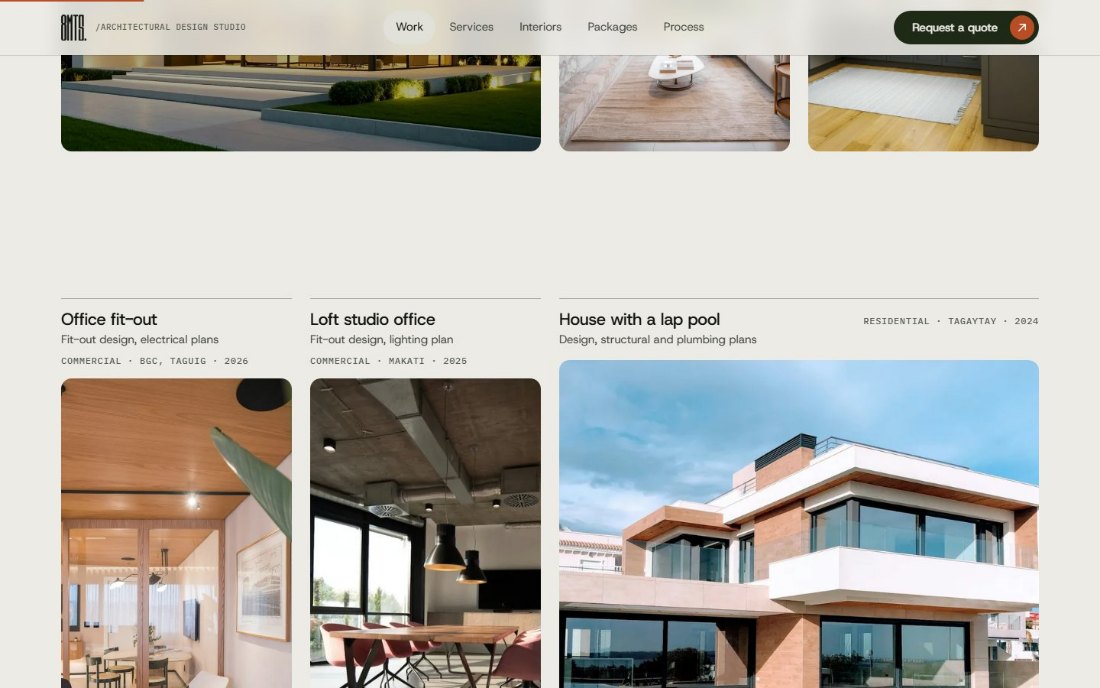 8MTS.
/ARCHITECTURAL DESIGN STUDIO
Work
Services
Interiors
Packages
Process
Request a quote
Office fit-out
Fit-out design, electrical plans
COMMERCIAL · BGC, TAGUIG · 2026
Loft studio office
Fit-out design, lighting plan
COMMERCIAL · MAKATI · 2025
House with a lap pool
RESIDENTIAL · TAGAYTAY · 2024
Design, structural and plumbing plans